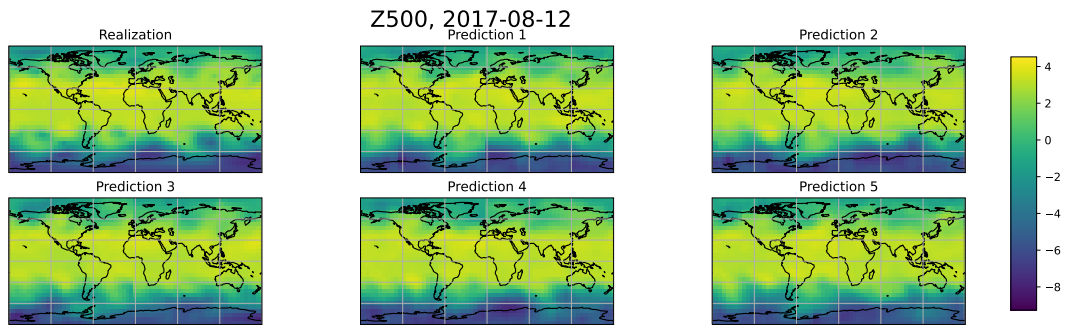 Z500, 2017-08-12
Realization
Prediction 1
Prediction 2
Prediction 3
Prediction 4
Prediction 5
4
2
0
−2
−4
−6
−8